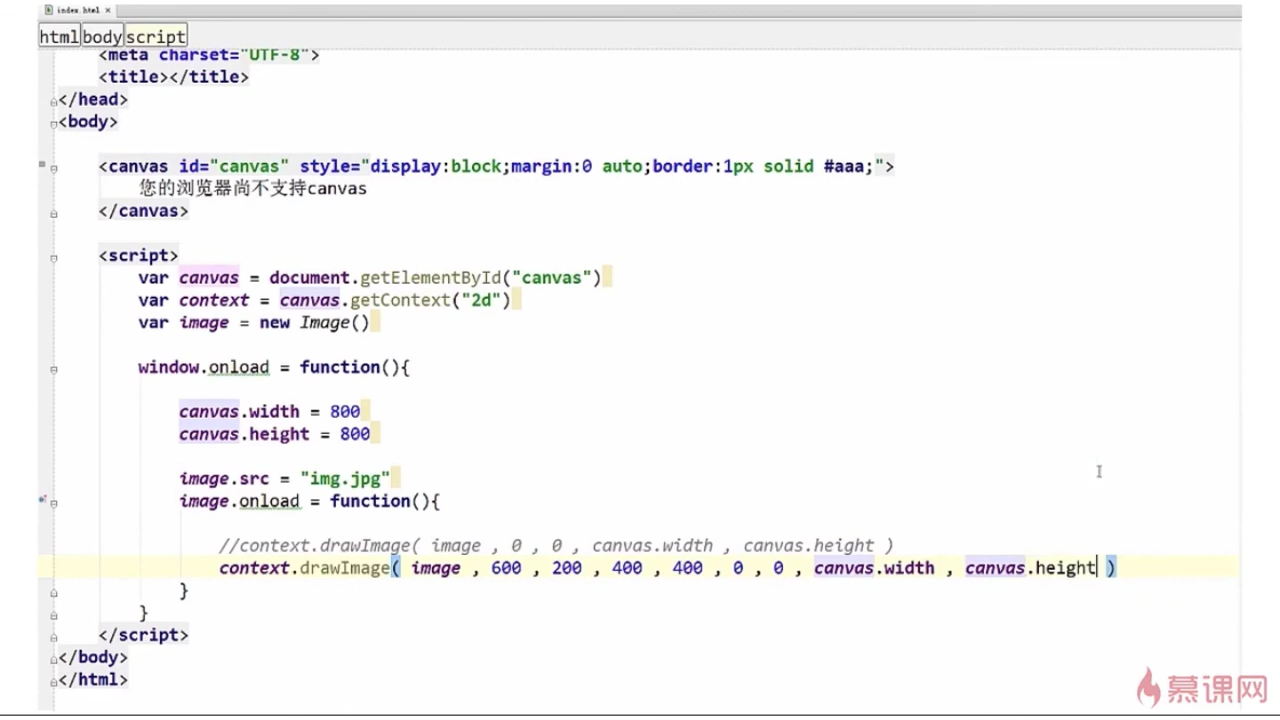 index.html ×
html body script
<meta charset="UTF-8">
<title></title>
</head>
<body>
<canvas id="canvas" style="display:block;margin:0 auto;border:1px solid #aaa;">
您的浏览器尚不支持canvas
</canvas>
<script>
var canvas = document.getElementById("canvas")
var context = canvas.getContext("2d")
var image = new Image()
window.onload = function(){
canvas.width = 800
canvas.height = 800
image.src = "img.jpg"
image.onload = function(){
//context.drawImage( image , 0 , 0 , canvas.width , canvas.height )
context.drawImage( image , 600 , 200 , 400 , 400 , 0 , 0 , canvas.width , canvas.height )
}
}
</script>
</body>
</html>
慕课网